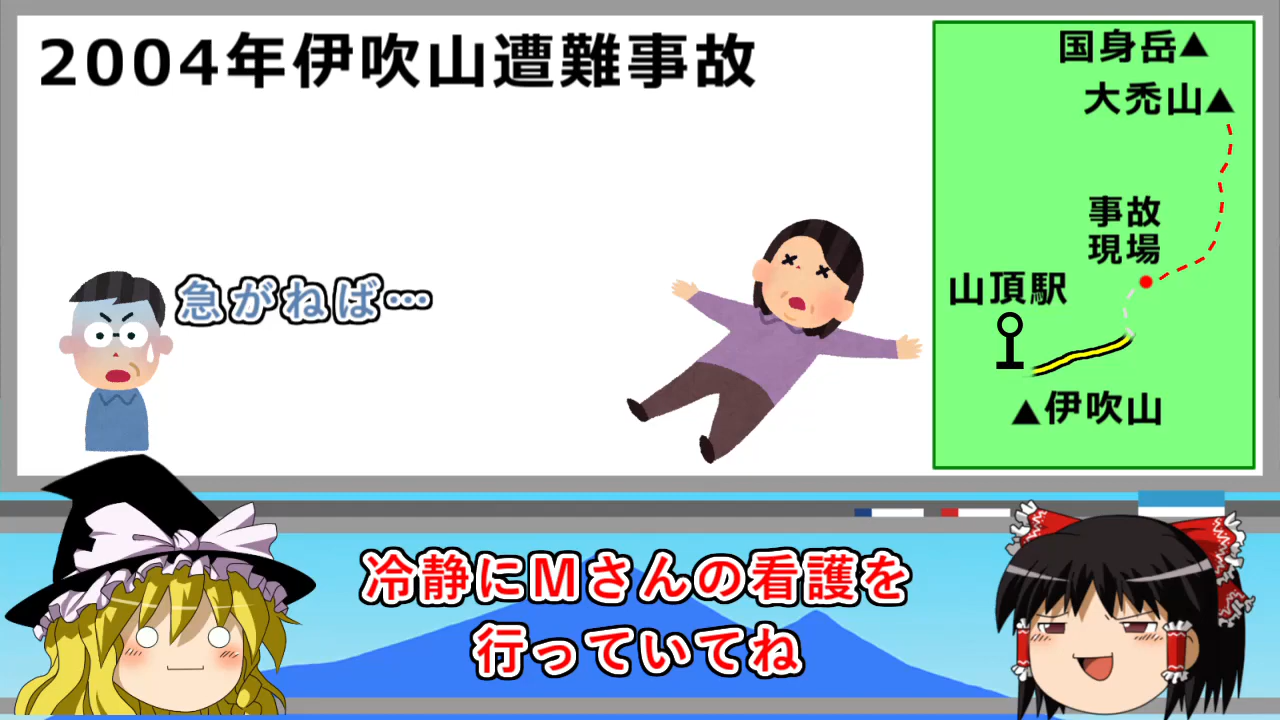 2004年伊吹山遭難事故
国身岳▲
大禿山▲
事故
現場
山頂駅
▲伊吹山
急がねば…
冷静にMさんの看護を
行っていてね